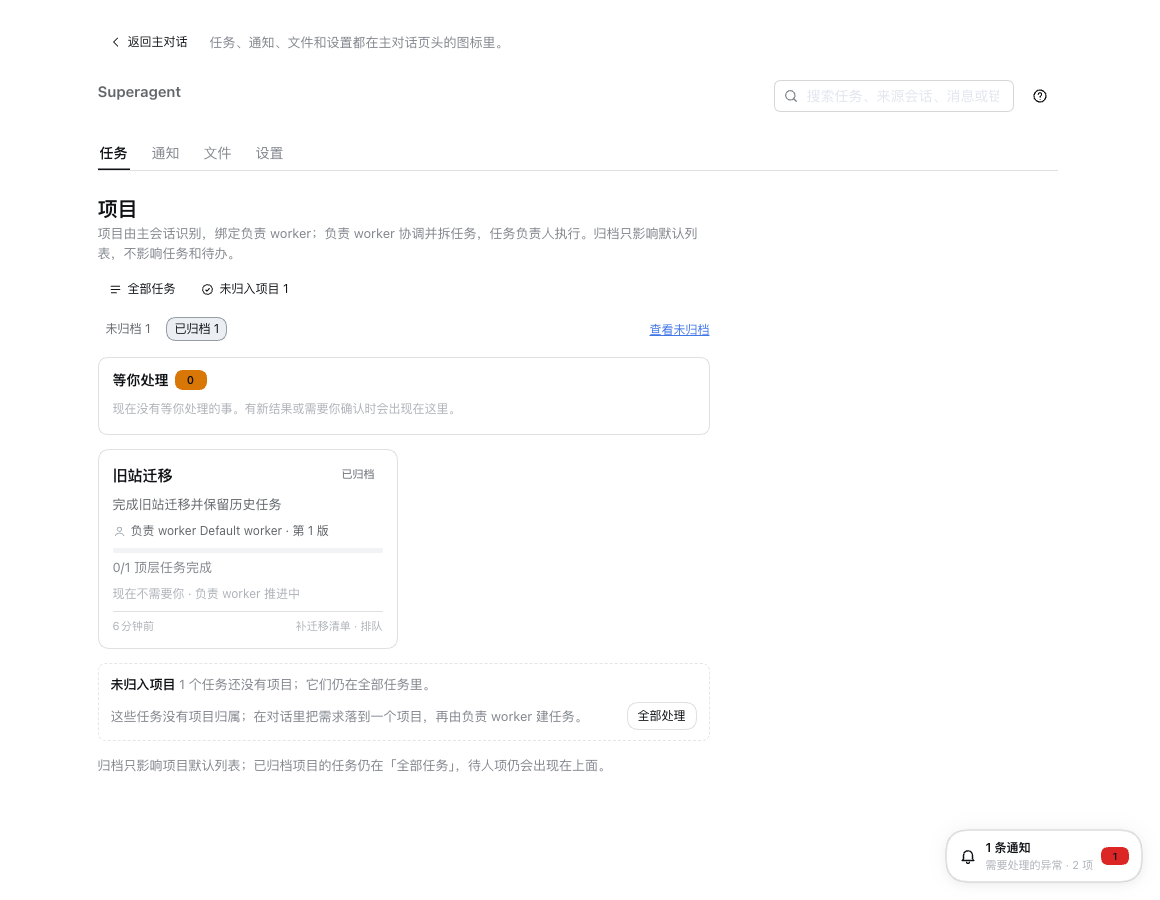 返回主对话 任务、通知、文件和设置都在主对话页头的图标里。
Superagent
搜索任务、来源会话、消息或链
任务 通知 文件 设置
项目
项目由主会话识别，绑定负责 worker；负责 worker 协调并拆任务，任务负责人执行。归档只影响默认列
表，不影响任务和待办。
全部任务 未归入项目 1
未归档 1 已归档 1 查看未归档
等你处理 0
现在没有等你处理的事。有新结果或需要你确认时会出现在这里。
旧站迁移 已归档
完成旧站迁移并保留历史任务
负责 worker Default worker · 第 1 版
0/1 顶层任务完成
现在不需要你 · 负责 worker 推进中
6 分钟前 补迁移清单 · 排队
未归入项目 1 个任务还没有项目；它们仍在全部任务里。
这些任务没有项目归属；在对话里把需求落到一个项目，再由负责 worker 建任务。 全部处理
归档只影响项目默认列表；已归档项目的任务仍在「全部任务」，待人项仍会出现在上面。
1 条通知
需要处理的异常 · 2 项 1